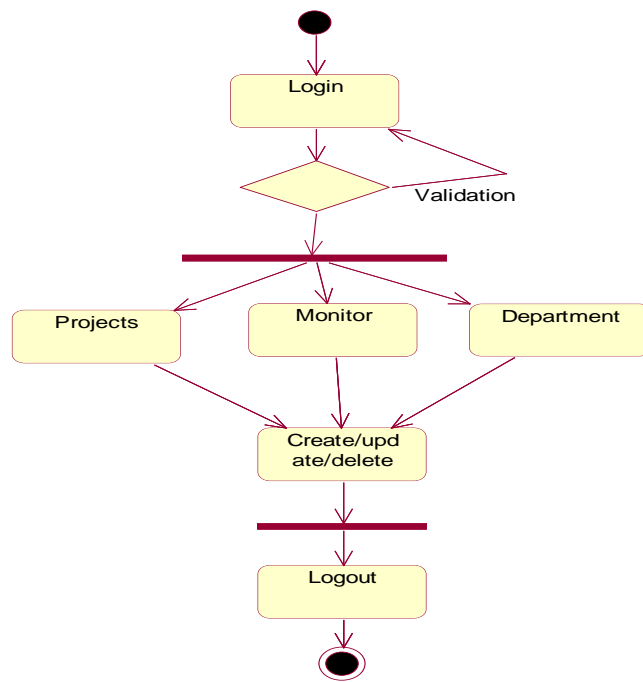 Login
Validation
Projects
Monitor
Department
Create/upd
ate/delete
Logout